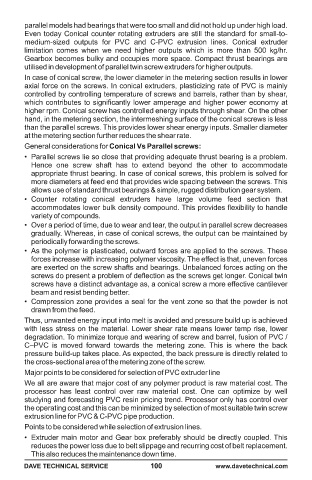 parallel models had bearings that were too small and did not hold up under high load.
Even today Conical counter rotating extruders are still the standard for small-to-
medium-sized outputs for PVC and C-PVC extrusion lines. Conical extruder
limitation comes when we need higher outputs which is more than 500 kg/hr.
Gearbox becomes bulky and occupies more space. Compact thrust bearings are
utilised in development of parallel twin screw extruders for higher outputs.
In case of conical screw, the lower diameter in the metering section results in lower
axial force on the screws. In conical extruders, plasticizing rate of PVC is mainly
controlled by controlling temperature of screws and barrels, rather than by shear,
which contributes to significantly lower amperage and higher power economy at
higher rpm. Conical screw has controlled energy inputs through shear. On the other
hand, in the metering section, the intermeshing surface of the conical screws is less
than the parallel screws. This provides lower shear energy inputs. Smaller diameter
at the metering section further reduces the shear rate.
General considerations for Conical Vs Parallel screws:
• Parallel screws lie so close that providing adequate thrust bearing is a problem.
Hence one screw shaft has to extend beyond the other to accommodate
appropriate thrust bearing. In case of conical screws, this problem is solved for
more diameters at feed end that provides wide spacing between the screws. This
allows use of standard thrust bearings & simple, rugged distribution gear system.
• Counter rotating conical extruders have large volume feed section that
accommodates lower bulk density compound. This provides flexibility to handle
variety of compounds.
• Over a period of time, due to wear and tear, the output in parallel screw decreases
gradually. Whereas, in case of conical screws, the output can be maintained by
periodically forwarding the screws.
• As the polymer is plasticated, outward forces are applied to the screws. These
forces increase with increasing polymer viscosity. The effect is that, uneven forces
are exerted on the screw shafts and bearings. Unbalanced forces acting on the
screws do present a problem of deflection as the screws get longer. Conical twin
screws have a distinct advantage as, a conical screw a more effective cantilever
beam and resist bending better.
• Compression zone provides a seal for the vent zone so that the powder is not
drawn from the feed.
Thus, unwanted energy input into melt is avoided and pressure build up is achieved
with less stress on the material. Lower shear rate means lower temp rise, lower
degradation. To minimize torque and wearing of screw and barrel, fusion of PVC /
C–PVC is moved forward towards the metering zone. This is where the back
pressure build-up takes place. As expected, the back pressure is directly related to
the cross-sectional area of the metering zone of the screw.
Major points to be considered for selection of PVC extruder line
We all are aware that major cost of any polymer product is raw material cost. The
processor has least control over raw material cost. One can optimize by well
studying and forecasting PVC resin pricing trend. Processor only has control over
the operating cost and this can be minimized by selection of most suitable twin screw
extrusion line for PVC & C-PVC pipe production.
Points to be considered while selection of extrusion lines.
• Extruder main motor and Gear box preferably should be directly coupled. This
reduces the power loss due to belt slippage and recurring cost of belt replacement.
This also reduces the maintenance down time.
DAVE TECHNICAL SERVICE 100 www.davetechnical.com